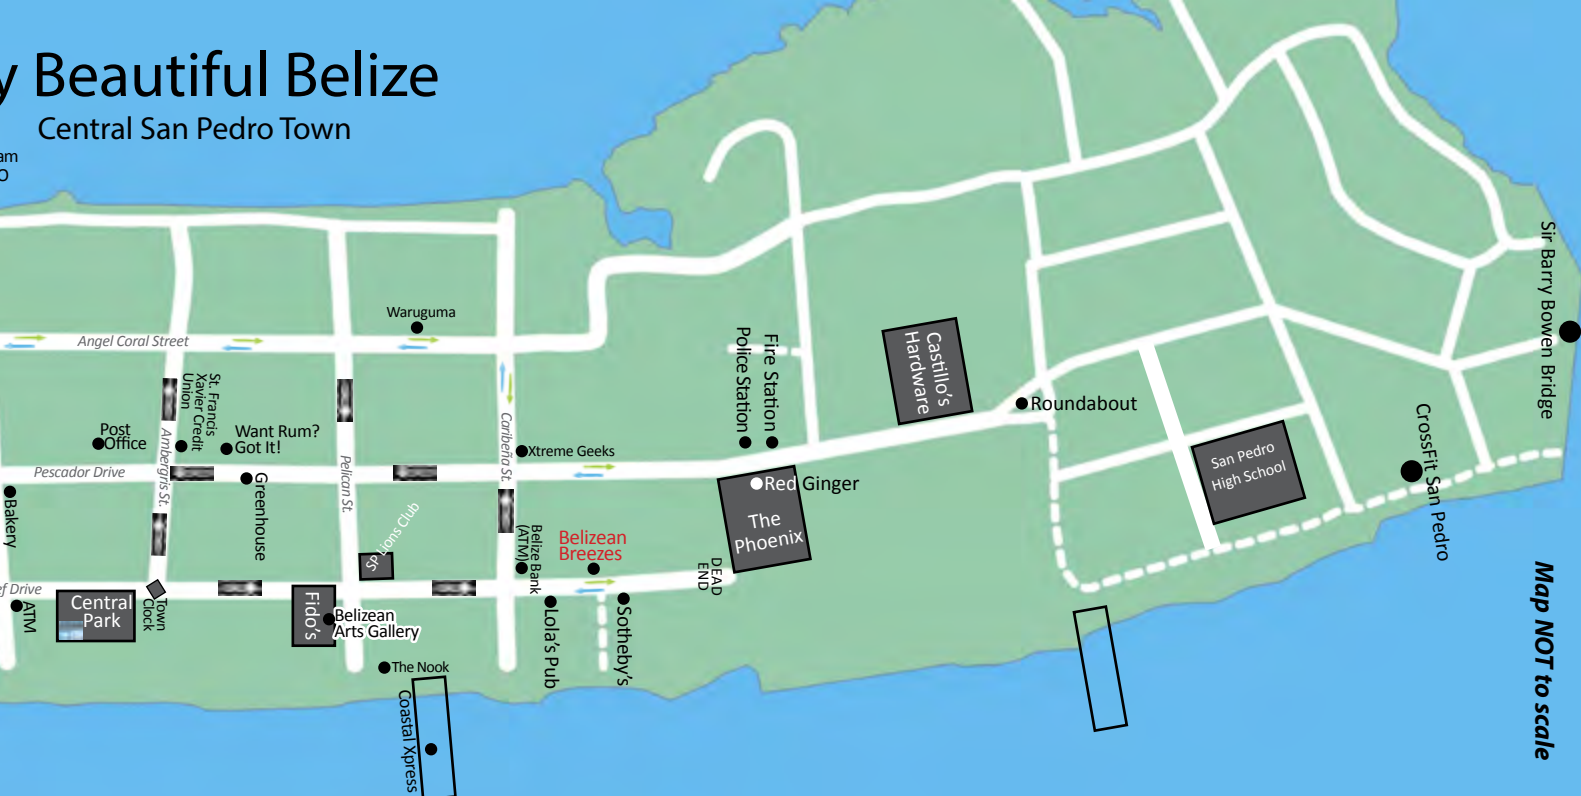 y Beautiful Belize
Central San Pedro Town
am
O
Waruguma
Angel Coral Street
St. Francis
Xavier Credit
Union
Post
Office
Want Rum?
Got It!
Ambergris St.
Pescador Drive
Greenhouse
Bakery
Pelican St.
Caribeña St.
Xtreme Geeks
SP Lions Club
Belize Bank
(ATM)
Belizean
Breezes
Police Station
Fire Station
Castillo's
Hardware
Roundabout
Red Ginger
The
Phoenix
DEAD
END
San Pedro
High School
CrossFit San Pedro
Sir Barry Bowen Bridge
ef Drive
ATM
Central
Park
Town
Clock
Fido's
Belizean
Arts Gallery
The Nook
Coastal Xpress
Lola's Pub
Sotheby's
Map NOT to scale